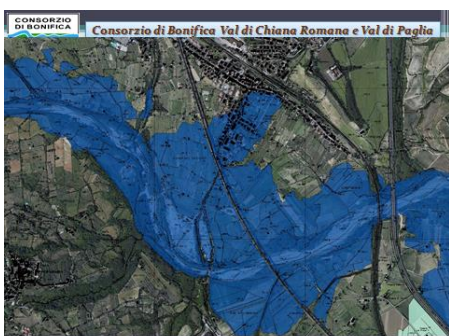 CONSORZIO
DI BONIFICA
Consorzio di Bonifica Val di Chiana Romana e Val di Paglia